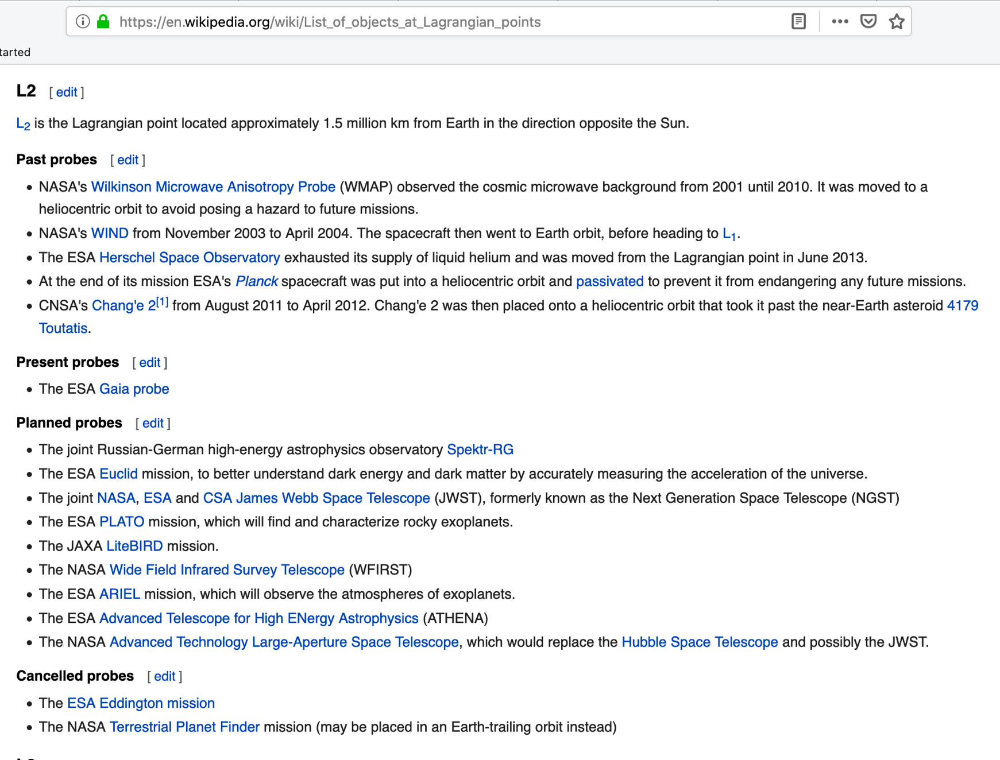 https://en.wikipedia.org/wiki/List_of_objects_at_Lagrangian_points
tarted
L2 [ edit ]
L2 is the Lagrangian point located approximately 1.5 million km from Earth in the direction opposite the Sun.
Past probes [ edit ]
• NASA's Wilkinson Microwave Anisotropy Probe (WMAP) observed the cosmic microwave background from 2001 until 2010. It was moved to a
heliocentric orbit to avoid posing a hazard to future missions.
• NASA's WIND from November 2003 to April 2004. The spacecraft then went to Earth orbit, before heading to L1.
• The ESA Herschel Space Observatory exhausted its supply of liquid helium and was moved from the Lagrangian point in June 2013.
• At the end of its mission ESA's Planck spacecraft was put into a heliocentric orbit and passivated to prevent it from endangering any future missions.
• CNSA's Chang'e 2[1] from August 2011 to April 2012. Chang'e 2 was then placed onto a heliocentric orbit that took it past the near-Earth asteroid 4179
Toutatis.
Present probes [ edit ]
• The ESA Gaia probe
Planned probes [ edit ]
• The joint Russian-German high-energy astrophysics observatory Spektr-RG
• The ESA Euclid mission, to better understand dark energy and dark matter by accurately measuring the acceleration of the universe.
• The joint NASA, ESA and CSA James Webb Space Telescope (JWST), formerly known as the Next Generation Space Telescope (NGST)
• The ESA PLATO mission, which will find and characterize rocky exoplanets.
• The JAXA LiteBIRD mission.
• The NASA Wide Field Infrared Survey Telescope (WFIRST)
• The ESA ARIEL mission, which will observe the atmospheres of exoplanets.
• The ESA Advanced Telescope for High ENergy Astrophysics (ATHENA)
• The NASA Advanced Technology Large-Aperture Space Telescope, which would replace the Hubble Space Telescope and possibly the JWST.
Cancelled probes [ edit ]
• The ESA Eddington mission
• The NASA Terrestrial Planet Finder mission (may be placed in an Earth-trailing orbit instead)